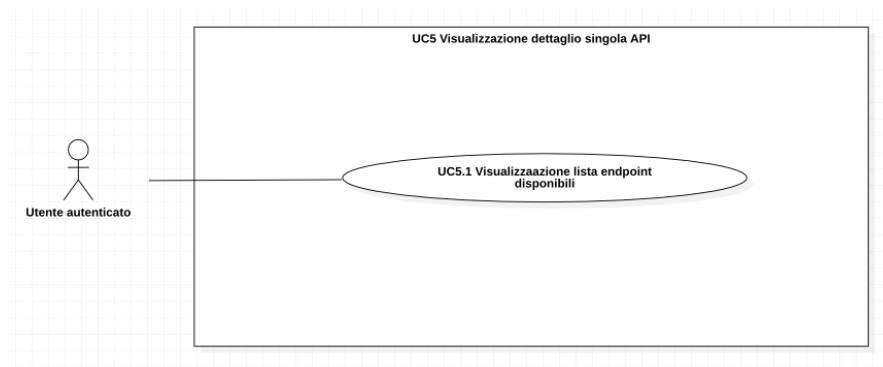 UC5 Visualizzazione dettaglio singola API
UC5.1 Visualizzaazione lista endpoint
disponibili
Utente autenticato